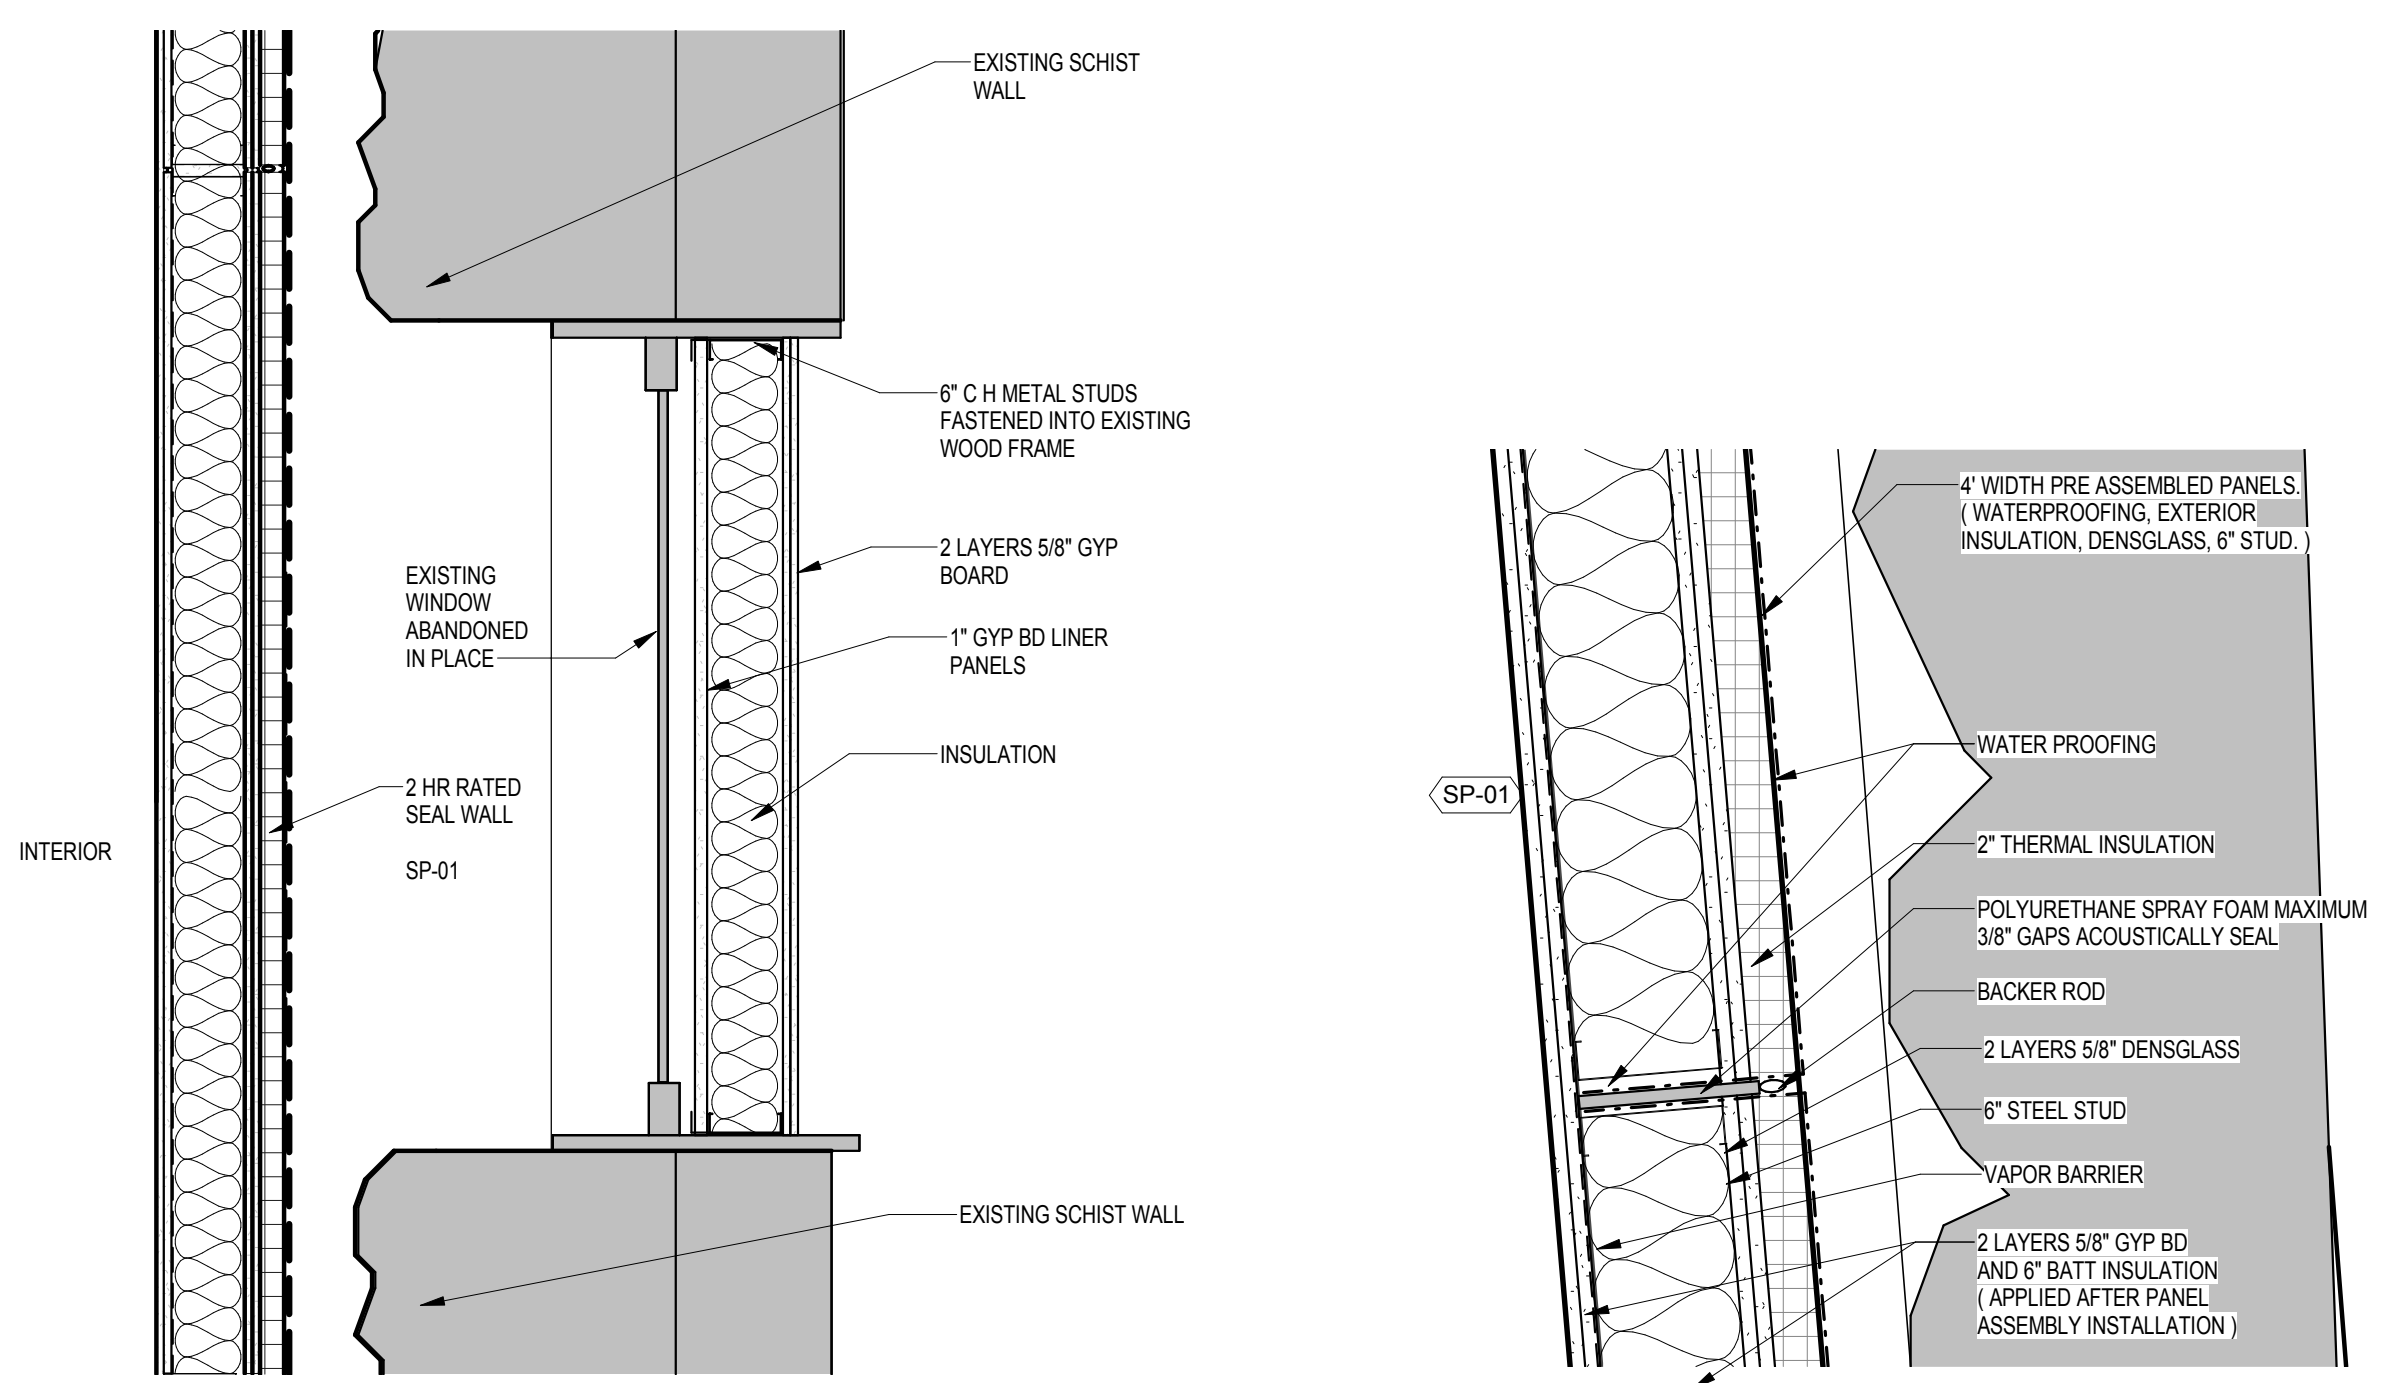 EXISTING SCHIST
WALL
6" C H METAL STUDS
FASTENED INTO EXISTING
WOOD FRAME
2 LAYERS 5/8" GYP
BOARD
EXISTING
WINDOW
ABANDONED
IN PLACE
1" GYP BD LINER
PANELS
INSULATION
2 HR RATED
SEAL WALL
SP-01
INTERIOR
EXISTING SCHIST WALL
4' WIDTH PRE ASSEMBLED PANELS.
( WATERPROOFING, EXTERIOR
INSULATION, DENSGLASS, 6" STUD. )
WATER PROOFING
SP-01
2" THERMAL INSULATION
POLYURETHANE SPRAY FOAM MAXIMUM
3/8" GAPS ACOUSTICALLY SEAL
BACKER ROD
2 LAYERS 5/8" DENSGLASS
6" STEEL STUD
VAPOR BARRIER
2 LAYERS 5/8" GYP BD
AND 6" BATT INSULATION
( APPLIED AFTER PANEL
ASSEMBLY INSTALLATION )